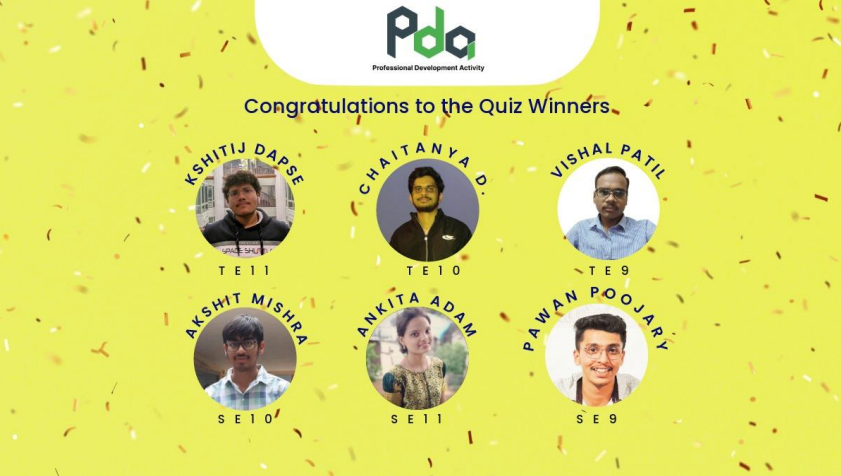 Pda
Professional Development Activity
Congratulations to the Quiz Winners
KSHITIJ DAPSE
CHAITANYA D.
VISHAL PATIL
TE11
TE10
TE9
AKSHIT MISHRA
ANKITA ADAM
PAWAN POOJARY
SE10
SE11
SE9